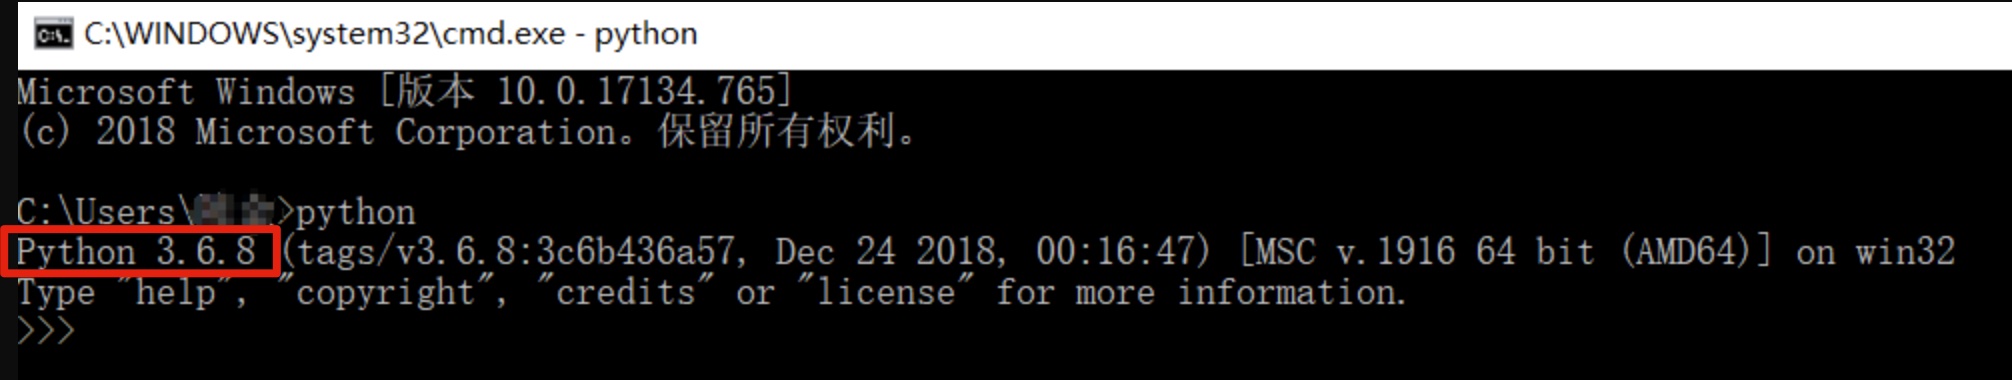 C:\WINDOWS\system32\cmd.exe - python
Microsoft Windows [版本 10.0.17134.765]
(c) 2018 Microsoft Corporation。保留所有权利。
C:\Users\>python
Python 3.6.8 (tags/v3.6.8:3c6b436a57, Dec 24 2018, 00:16:47) [MSC v.1916 64 bit (AMD64)] on win32
Type "help", "copyright", "credits" or "license" for more information.
>>>